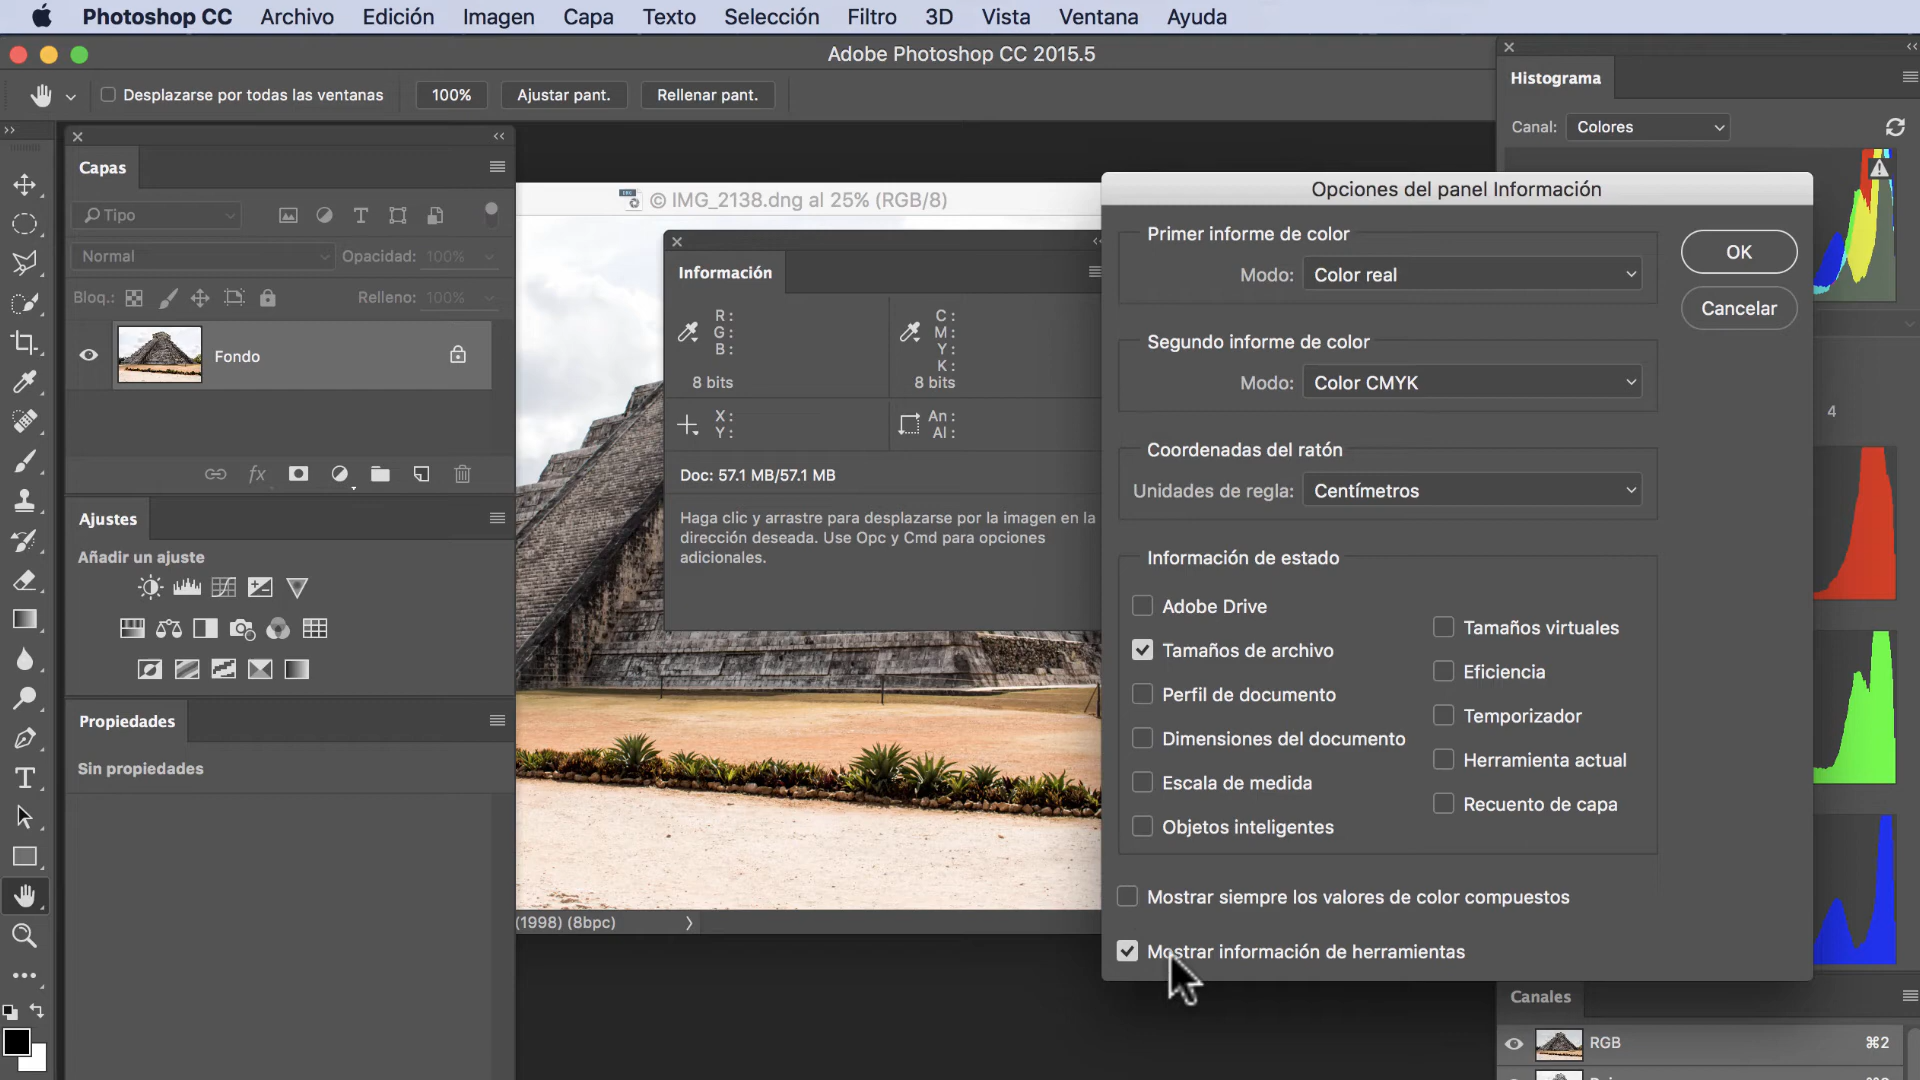 Photoshop CC Archivo Edición Imagen Capa Texto Selección Filtro 3D Vista Ventana Ayuda
Adobe Photoshop CC 2015.5
Desplazarse por todas las ventanas 100% Ajustar pant. Rellenar pant.
Capas
Tipo
Normal Opacidad: 100%
Bloq.: Relleno: 100%
Fondo
fx
Ajustes
Añadir un ajuste
Propiedades
Sin propiedades
© IMG_2138.dng al 25% (RGB/8)
Información
R: C:
G: M:
B: Y:
K:
8 bits 8 bits
X: An:
Y: Al:
Doc: 57.1 MB/57.1 MB
Haga clic y arrastre para desplazarse por la imagen en la
dirección deseada. Use Opc y Cmd para opciones
adicionales.
(1998) (8bpc)
Opciones del panel Información
Primer informe de color
Modo: Color real
OK
Cancelar
Segundo informe de color
Modo: Color CMYK
Coordenadas del ratón
Unidades de regla: Centímetros
Información de estado
Adobe Drive
Tamaños de archivo
Perfil de documento
Dimensiones del documento
Escala de medida
Objetos inteligentes
Tamaños virtuales
Eficiencia
Temporizador
Herramienta actual
Recuento de capa
Mostrar siempre los valores de color compuestos
Mostrar información de herramientas
Histograma
Canal: Colores
4
Canales
RGB ⌘2